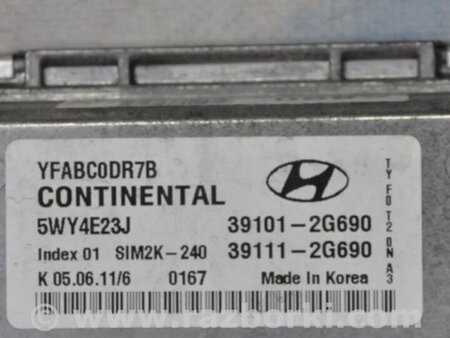 YFABC0DR7B
CONTINENTAL
5WY4E23J 39101-2G690
Index 01 SIM2K-240 39111-2G690
K 05.06.11/6 0167 Made In Korea
TY F0 T2 0N A3
www.razborki.com